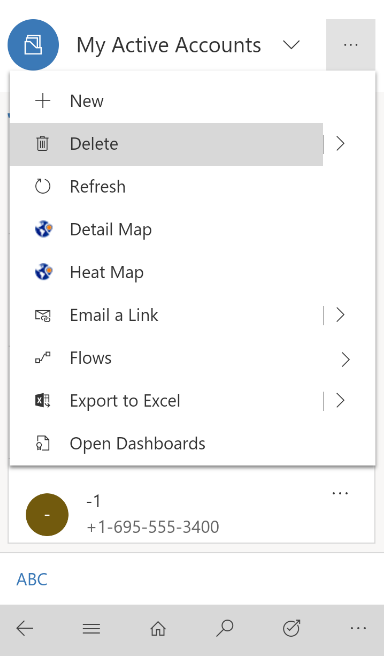 My Active Accounts
New
Delete
Refresh
Detail Map
Heat Map
Email a Link
Flows
Export to Excel
Open Dashboards
-
-1
+1-695-555-3400
ABC